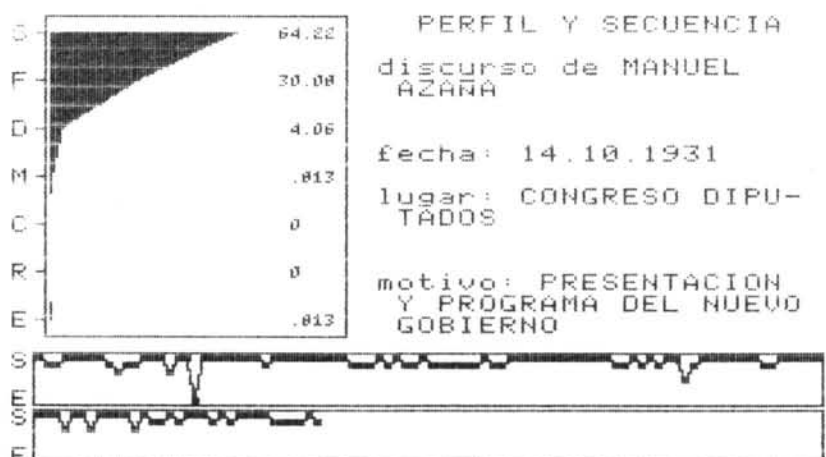 PERFIL Y SECUENCIA
discurso de MANUEL
AZAÑA
fecha: 14.10.1931
lugar: CONGRESO DIPU-
TADOS
motivo: PRESENTACION
Y PROGRAMA DEL NUEVO
GOBIERNO
S 64.22
F 30.00
D 4.06
M .013
C 0
R 0
E .013
S
E
S
E